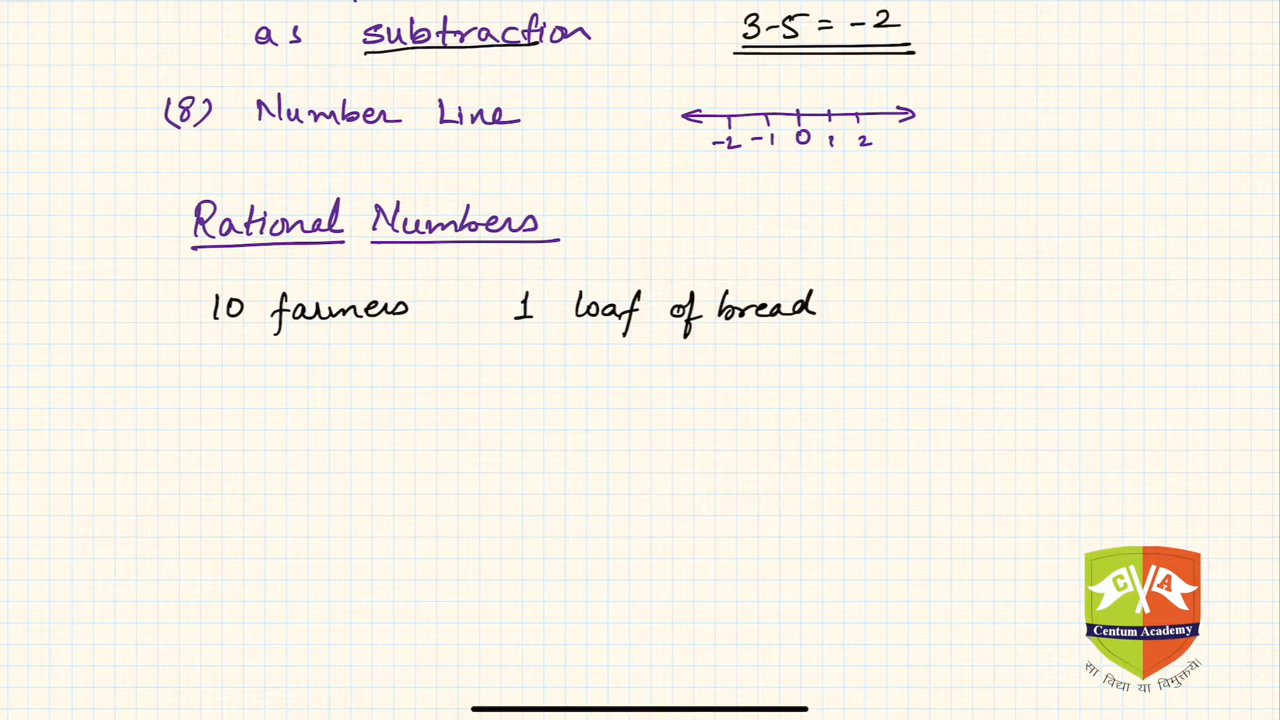 as subtraction 3-5 = -2
(8) Number Line
-2 -1 0 1 2
Rational Numbers
10 farmers 1 loaf of bread
C A
Centum Academy
सा विद्या या विमुक्तये।